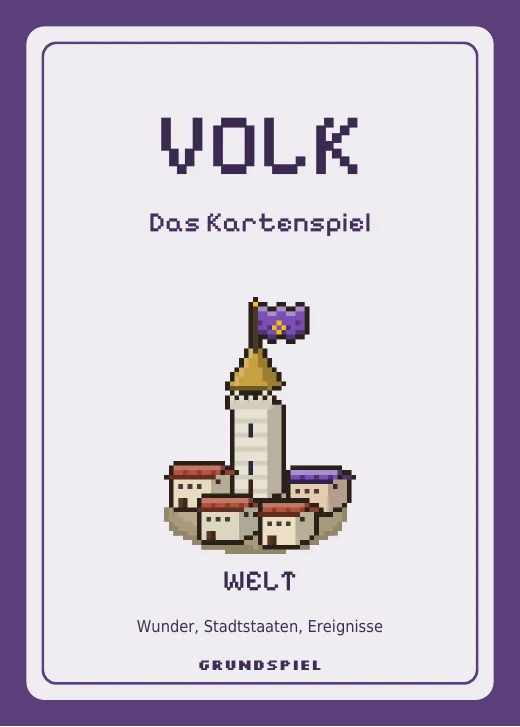 VOLK
Das Kartenspiel
WELT
Wunder, Stadtstaaten, Ereignisse
GRUNDSPIEL